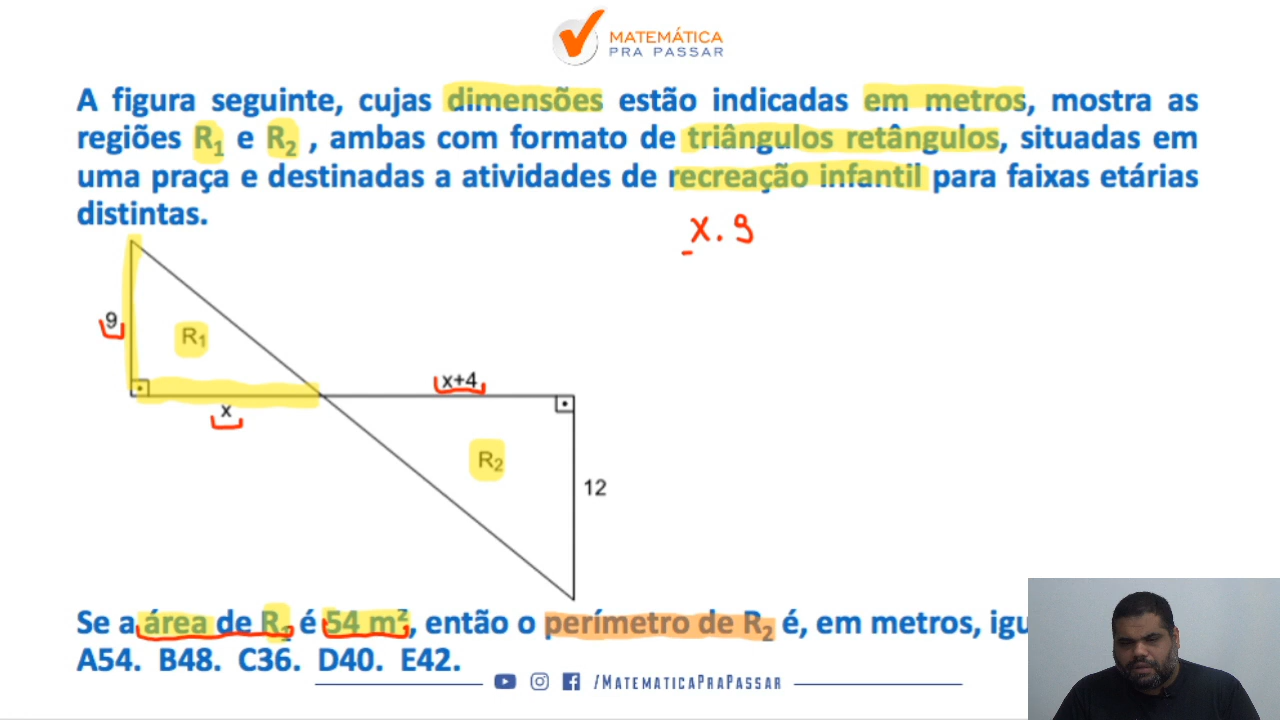 MATEMÁTICA
PRA PASSAR
A figura seguinte, cujas dimensões estão indicadas em metros, mostra as
regiões R₁ e R₂ , ambas com formato de triângulos retângulos, situadas em
uma praça e destinadas a atividades de recreação infantil para faixas etárias
distintas.
x . 9
9
R₁
x+4
x
R₂
12
Se a área de R₁ é 54 m², então o perímetro de R₂ é, em metros,
A54. B48. C36. D40. E42.
/MATEMATICAPRAPASSAR